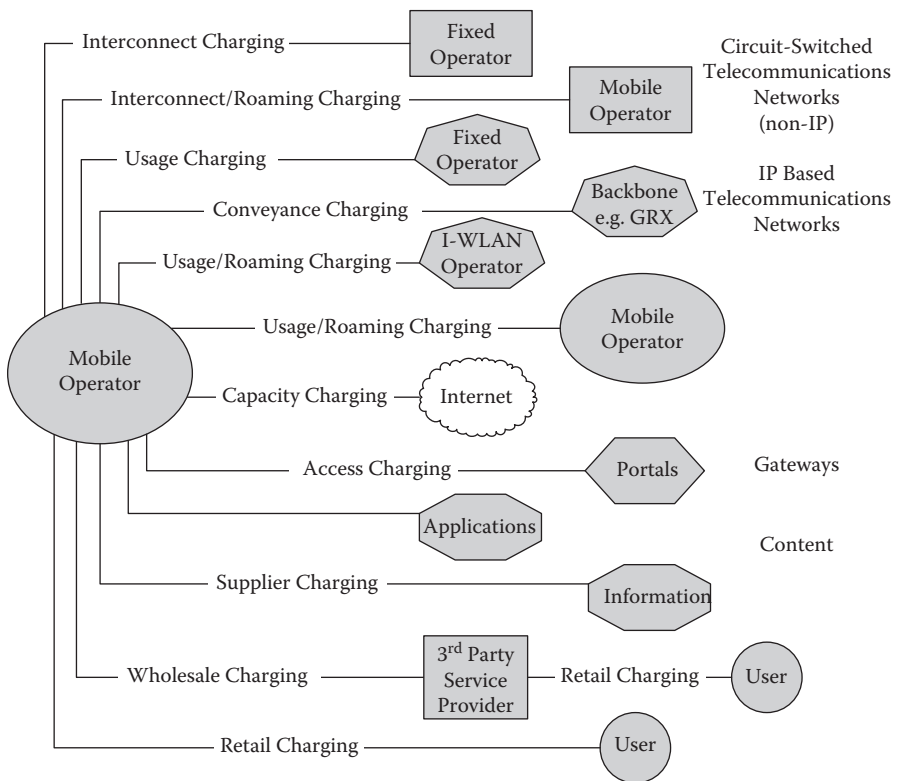 Interconnect Charging
Fixed
Operator
Circuit-Switched
Telecommunications
Networks
(non-IP)
Interconnect/Roaming Charging
Mobile
Operator
Usage Charging
Fixed
Operator
IP Based
Telecommunications
Networks
Conveyance Charging
Backbone
e.g. GRX
Usage/Roaming Charging
I-WLAN
Operator
Usage/Roaming Charging
Mobile
Operator
Mobile
Operator
Capacity Charging
Internet
Access Charging
Portals
Gateways
Applications
Content
Supplier Charging
Information
Wholesale Charging
3rd Party
Service
Provider
Retail Charging
User
Retail Charging
User